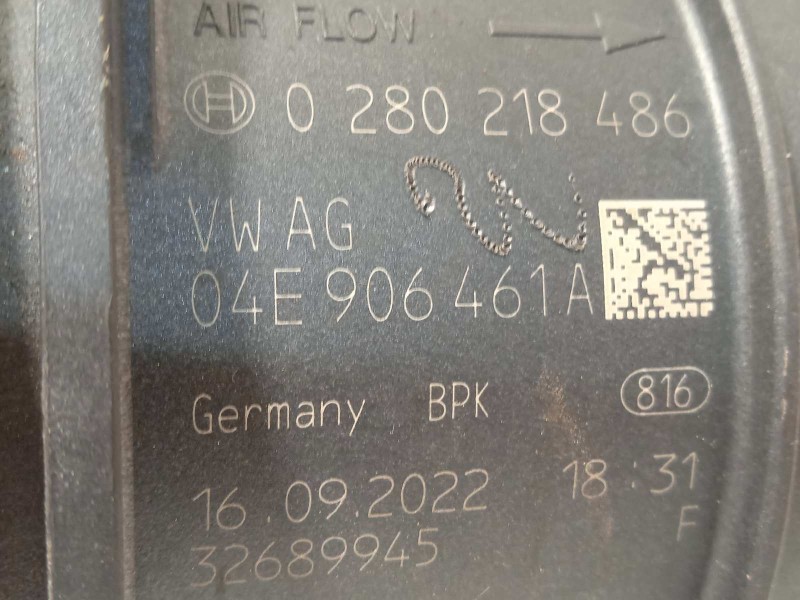 AIR FLOW
0 280 218 486
VW AG
04E 906 461 A
Germany BPK 816
16.09.2022 18:31
32689945 F